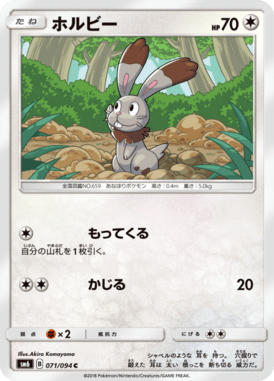 たね ホルビー HP70
全国図鑑NO.659 あなほりポケモン 高さ:0.4m 重さ:5.0kg
もってくる
自分の山札を1枚引く。
かじる 20
弱点 ×2 抵抗力 にげる
Illus.Akira Komayama
sm6 B 071/094 C
シャベルのような 耳を 持つ。 穴掘りで
鍛えた 耳は 太い 根っこを 断ち切る 威力だ。
©2018 Pokémon/Nintendo/Creatures/GAME FREAK.